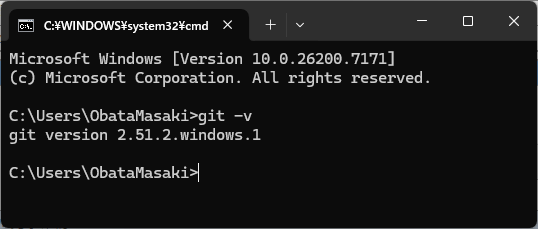 C:¥WINDOWS¥system32¥cmd
Microsoft Windows [Version 10.0.26200.7171]
(c) Microsoft Corporation. All rights reserved.
C:\Users\ObataMasaki>git -v
git version 2.51.2.windows.1
C:\Users\ObataMasaki>